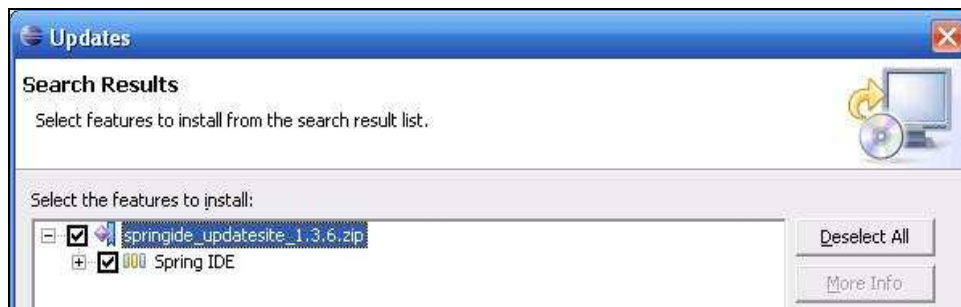 Updates
Search Results
Select features to install from the search result list.
Select the features to install:
springide_updatesite_1.3.6.zip
Spring IDE
Deselect All
More Info